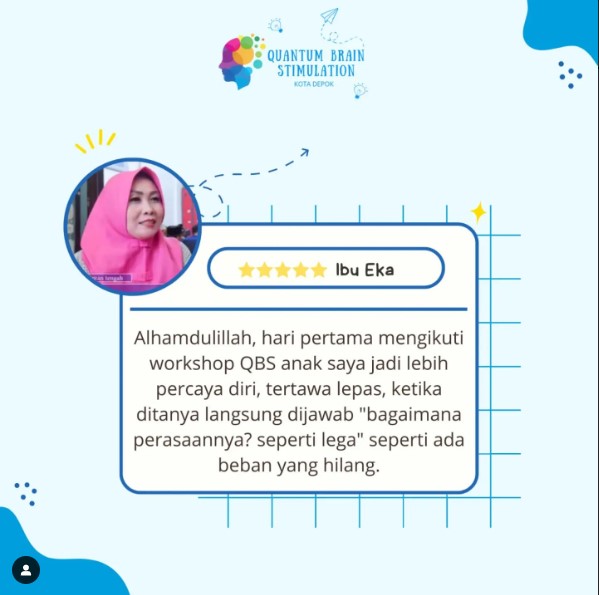 QUANTUM BRAIN
STIMULATION
KOTA DEPOK
Ibu Eka
Alhamdulillah, hari pertama mengikuti
workshop QBS anak saya jadi lebih
percaya diri, tertawa lepas, ketika
ditanya langsung dijawab "bagaimana
perasaannya? seperti lega" seperti ada
beban yang hilang.